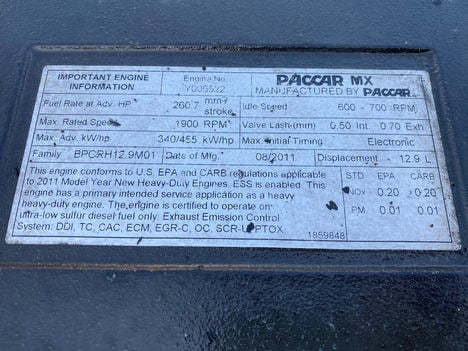 IMPORTANT ENGINE INFORMATION
Engine No. Y005522
PACCAR MX
MANUFACTURED BY PACCAR
Fuel Rate at Adv. HP 260.7 mm³/stroke
Idle Speed 600 - 700 RPM
Max. Rated Speed 1900 RPM
Valve Lash-(mm) 0.50 Int. 0.70 Exh
Max. Adv. kW/hp 340/455 kW/hp
Max. Initial Timing Electronic
Family BPCRH12.9M01 Date of Mfg. 08/2011 Displacement 12.9 L
This engine conforms to U.S. EPA and CARB regulations applicable
to 2011 Model Year New Heavy-Duty Engines. ESS is enabled. This
engine has a primary intended service application as a heavy
heavy-duty engine. The engine is certified to operate on
ultra-low sulfur diesel fuel only. Exhaust Emission Control
System: DDI, TC, CAC, ECM, EGR-C, OC, SCR-U, PTOX
STD EPA CARB
NOx 0.20 0.20
PM 0.01 0.01
1859848